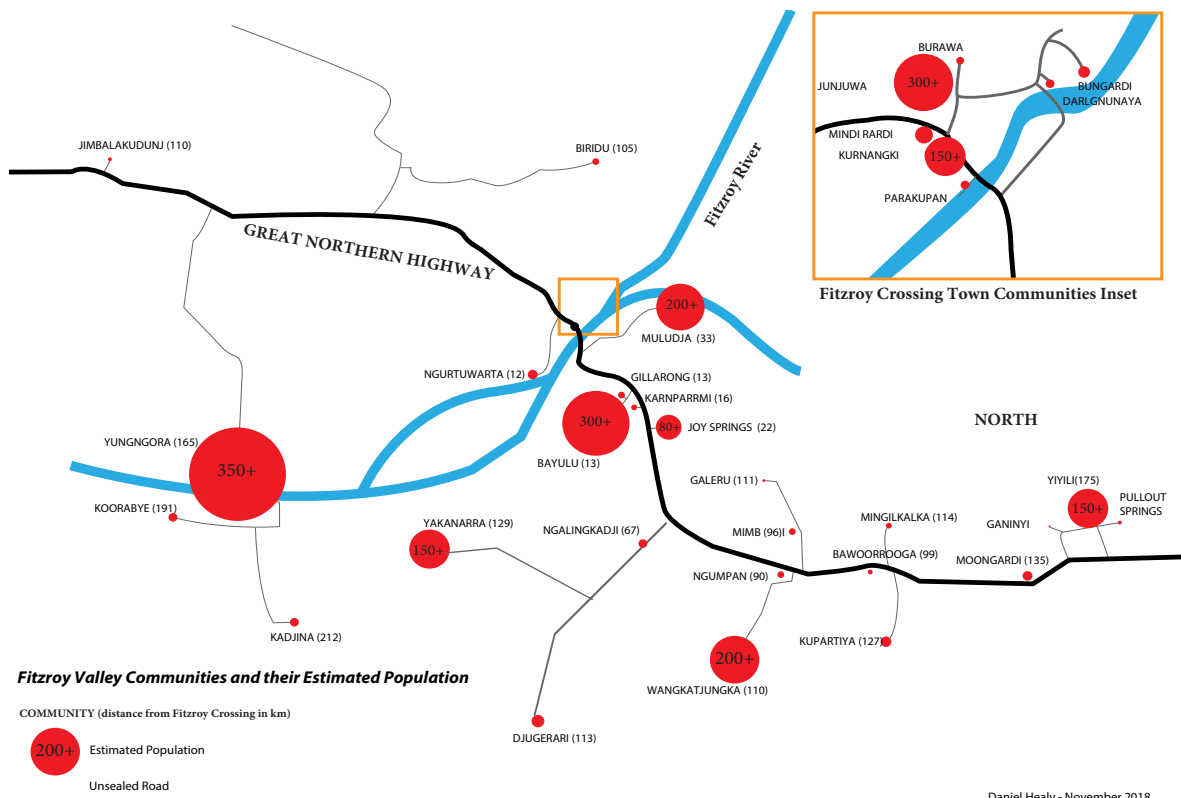 BURAWA
300+
JUNJUWA
BUNGARDI
DARLGNUNAYA
MINDI RARDI
KURNANGKI
150+
PARAKUPAN
Fitzroy Crossing Town Communities Inset
JIMBALAKUDUNJ (110)
BIRIDU (105)
Fitzroy River
GREAT NORTHERN HIGHWAY
200+
MULUDJA (33)
NGURTUWARTA (12)
GILLARONG (13)
KARNPARRMI (16)
300+
80+
JOY SPRINGS (22)
BAYULU (13)
NORTH
YUNGNGORA (165)
350+
KOORABYE (191)
GALERU (111)
YIYILI(175)
150+
PULLOUT
SPRINGS
YAKANARRA (129)
150+
NGALINGKADJI (67)
MIMB (96)I
MINGILKALKA (114)
GANINYI
BAWOORROOGA (99)
MOONGARDI (135)
NGUMPAN (90)
KADJINA (212)
KUPARTIYA (127)
200+
WANGKATJUNGKA (110)
DJUGERARI (113)
Fitzroy Valley Communities and their Estimated Population
COMMUNITY (distance from Fitzroy Crossing in km)
200+
Estimated Population
Unsealed Road
Daniel Healy - November 2018